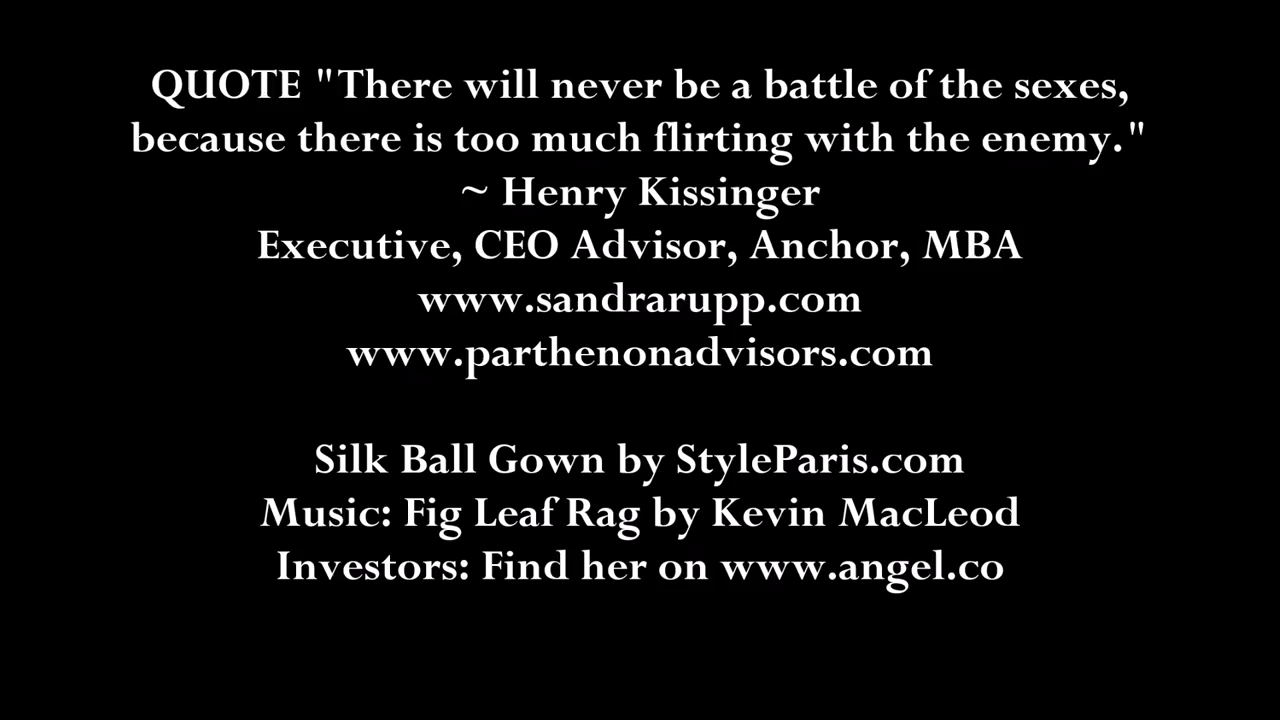 QUOTE "There will never be a battle of the sexes,
because there is too much flirting with the enemy."
~ Henry Kissinger
Executive, CEO Advisor, Anchor, MBA
www.sandrarupp.com
www.parthenonadvisors.com
Silk Ball Gown by StyleParis.com
Music: Fig Leaf Rag by Kevin MacLeod
Investors: Find her on www.angel.co